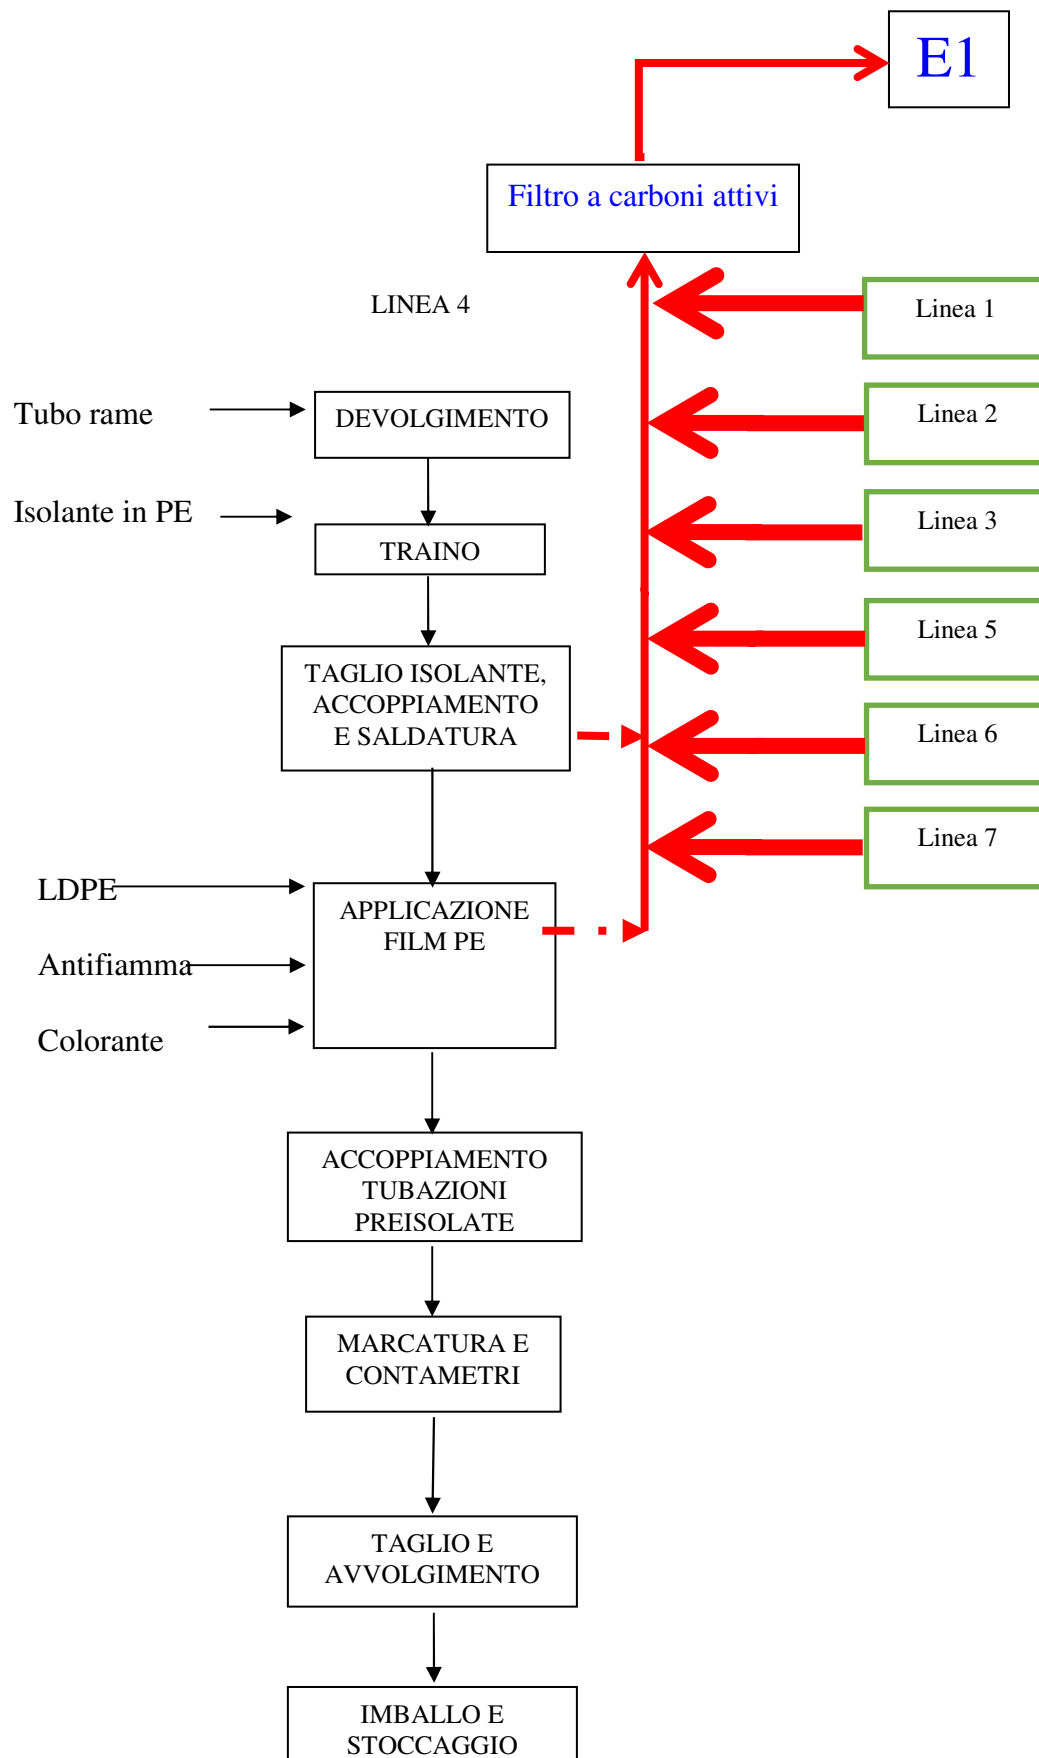 E1
Filtro a carboni attivi
LINEA 4
Linea 1
Tubo rame
DEVOLGIMENTO
Linea 2
Isolante in PE
TRAINO
Linea 3
TAGLIO ISOLANTE,
ACCOPPIAMENTO
E SALDATURA
Linea 5
Linea 6
Linea 7
LDPE
Antifiamma
Colorante
APPLICAZIONE
FILM PE
ACCOPPIAMENTO
TUBAZIONI
PREISOLATE
MARCATURA E
CONTAMETRI
TAGLIO E
AVVOLGIMENTO
IMBALLO E
STOCCAGGIO